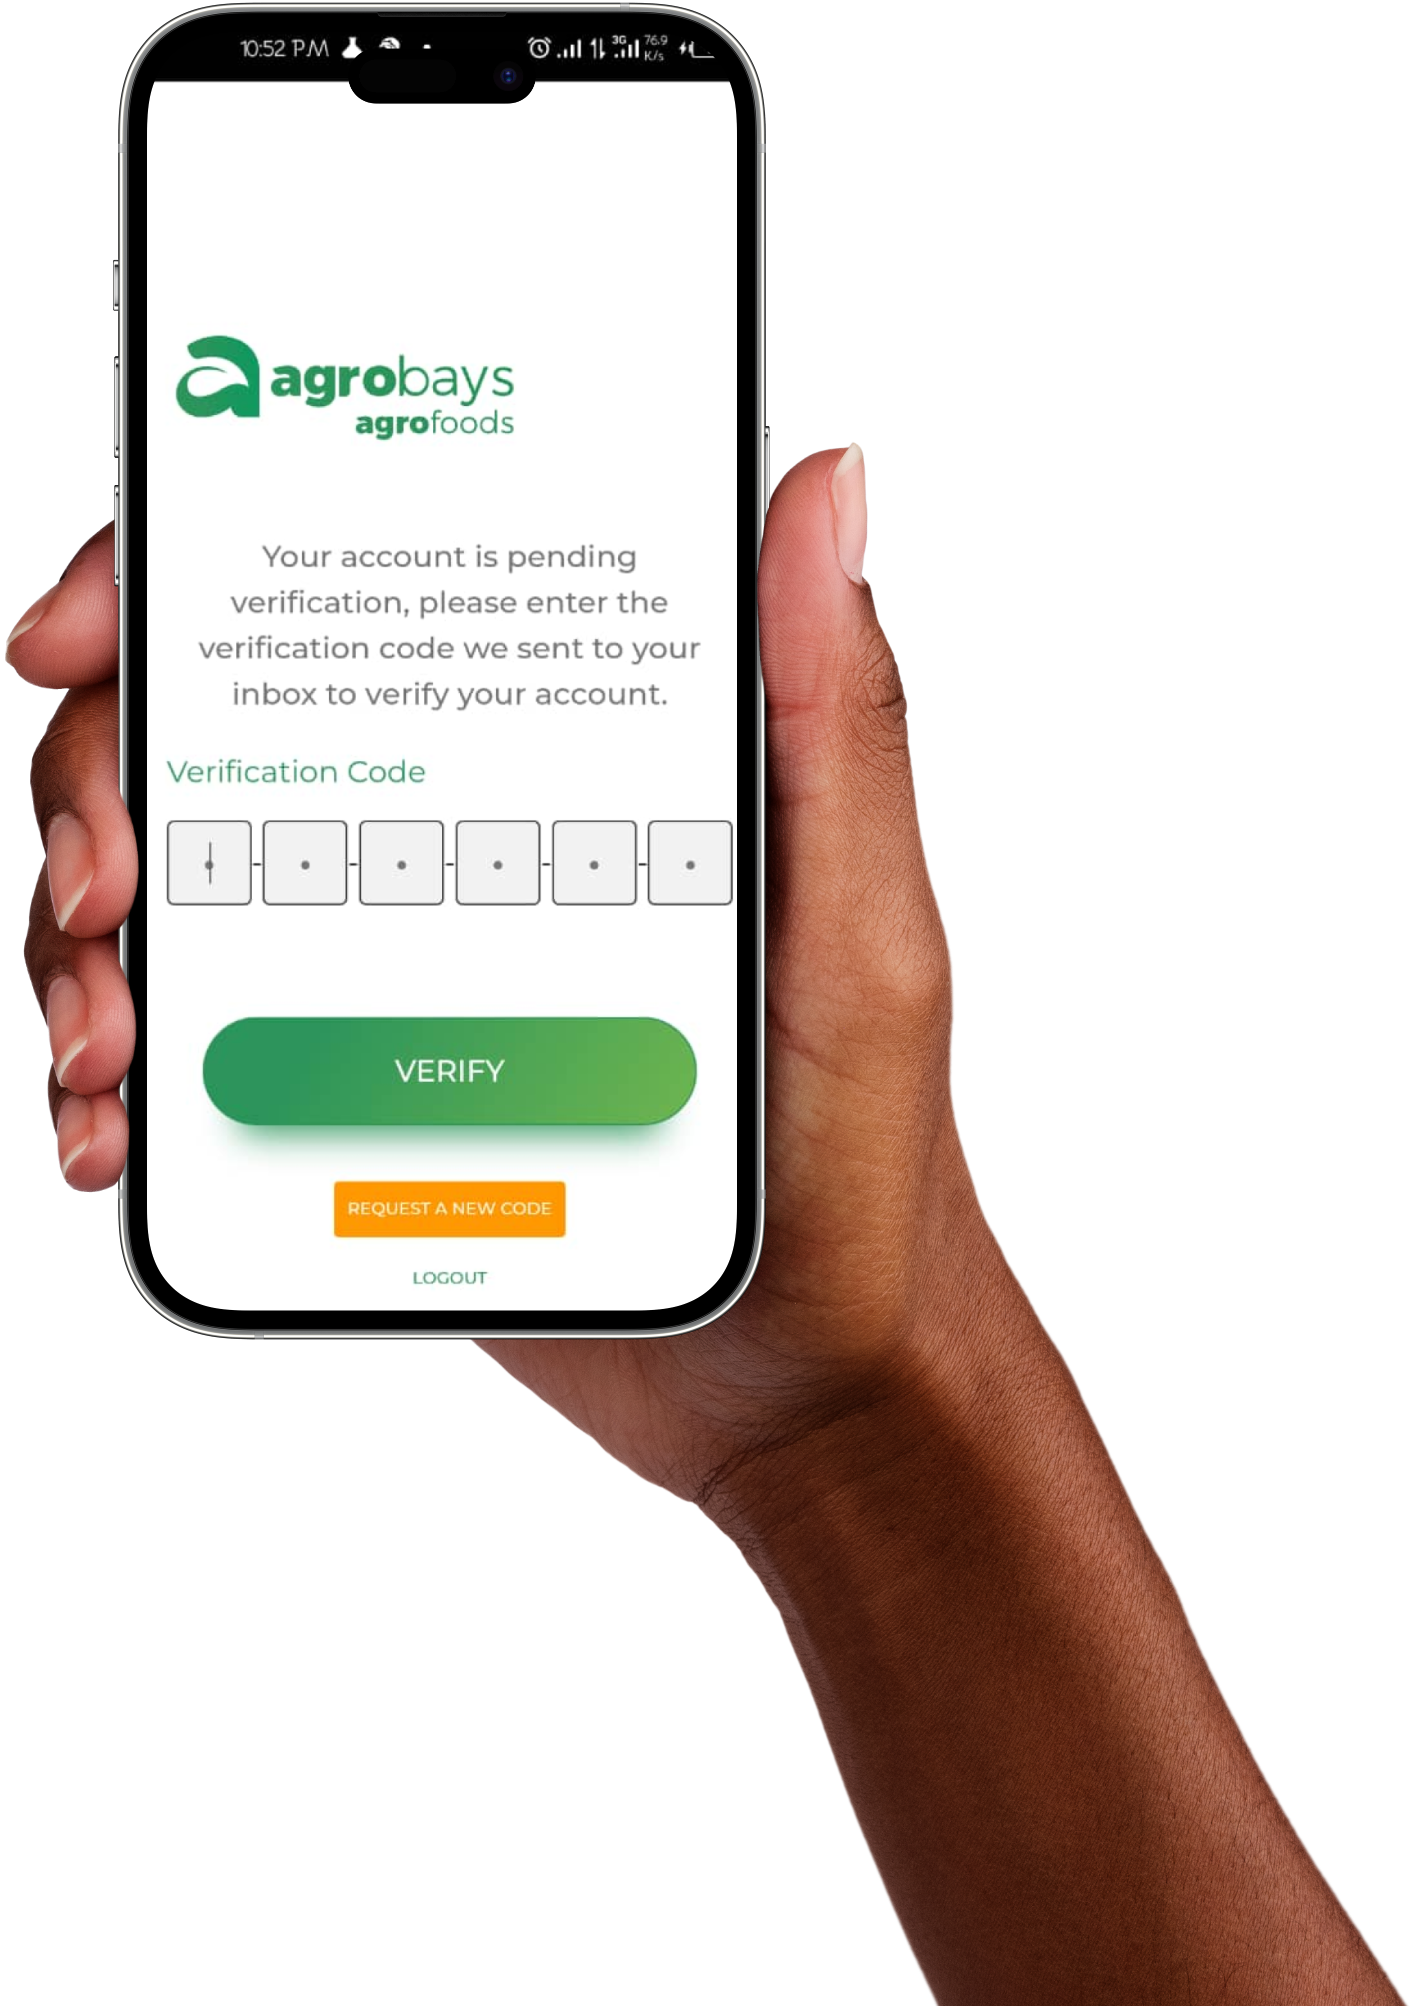 10:52 PM 3G 76.9 K/s
agrobays
agrofoods
Your account is pending
verification, please enter the
verification code we sent to your
inbox to verify your account.
Verification Code
VERIFY
REQUEST A NEW CODE
LOGOUT